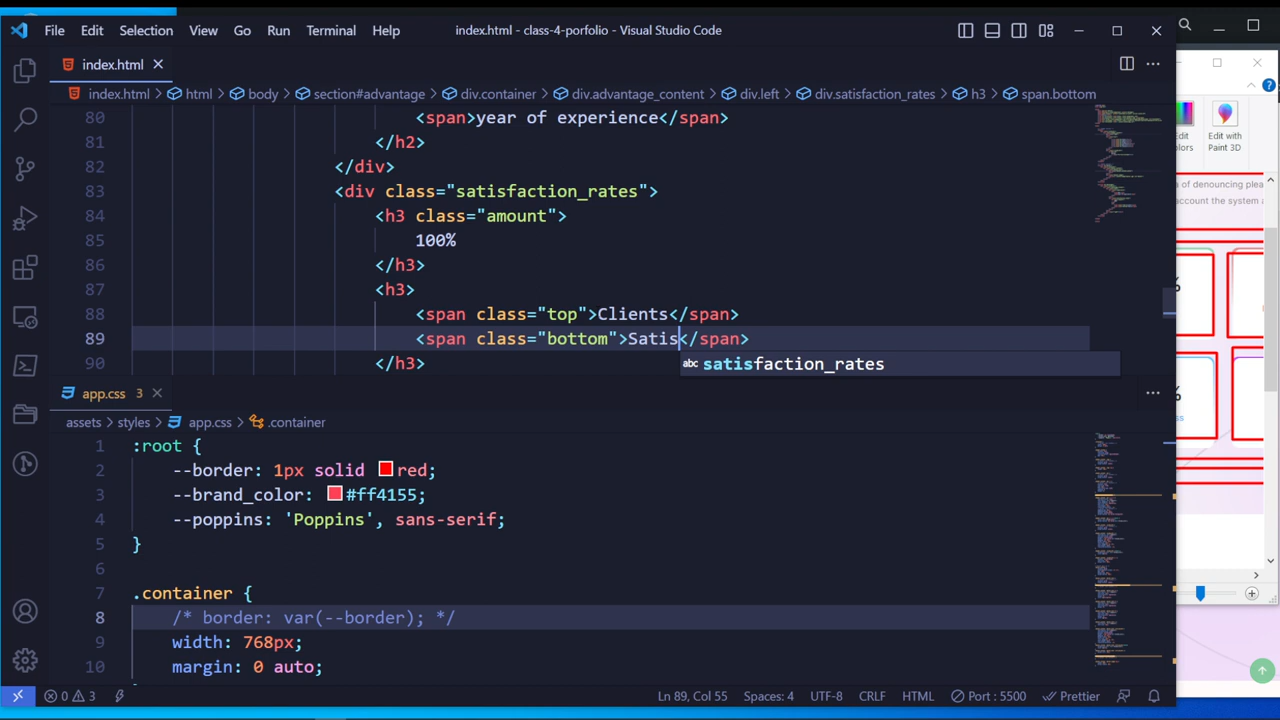 File Edit Selection View Go Run Terminal Help
index.html - class-4-porfolio - Visual Studio Code
index.html
index.html > html > body > section#advantage > div.container > div.advantage_content > div.left > div.satisfaction_rates > h3 > span.bottom
80 <span>year of experience</span>
81 </h2>
82 </div>
83 <div class="satisfaction_rates">
84 <h3 class="amount">
85 100%
86 </h3>
87 <h3>
88 <span class="top">Clients</span>
89 <span class="bottom">Satis</span>
abc satisfaction_rates
90 </h3>
app.css 3
assets > styles > app.css > .container
1 :root {
2 --border: 1px solid red;
3 --brand_color: #ff4155;
4 --poppins: 'Poppins', sans-serif;
5 }
6
7 .container {
8 /* border: var(--border); */
9 width: 768px;
10 margin: 0 auto;
0 3
Ln 89, Col 55 Spaces: 4 UTF-8 CRLF HTML Port : 5500 Prettier
Edit with
Paint 3D
of denouncing plea
account the system a